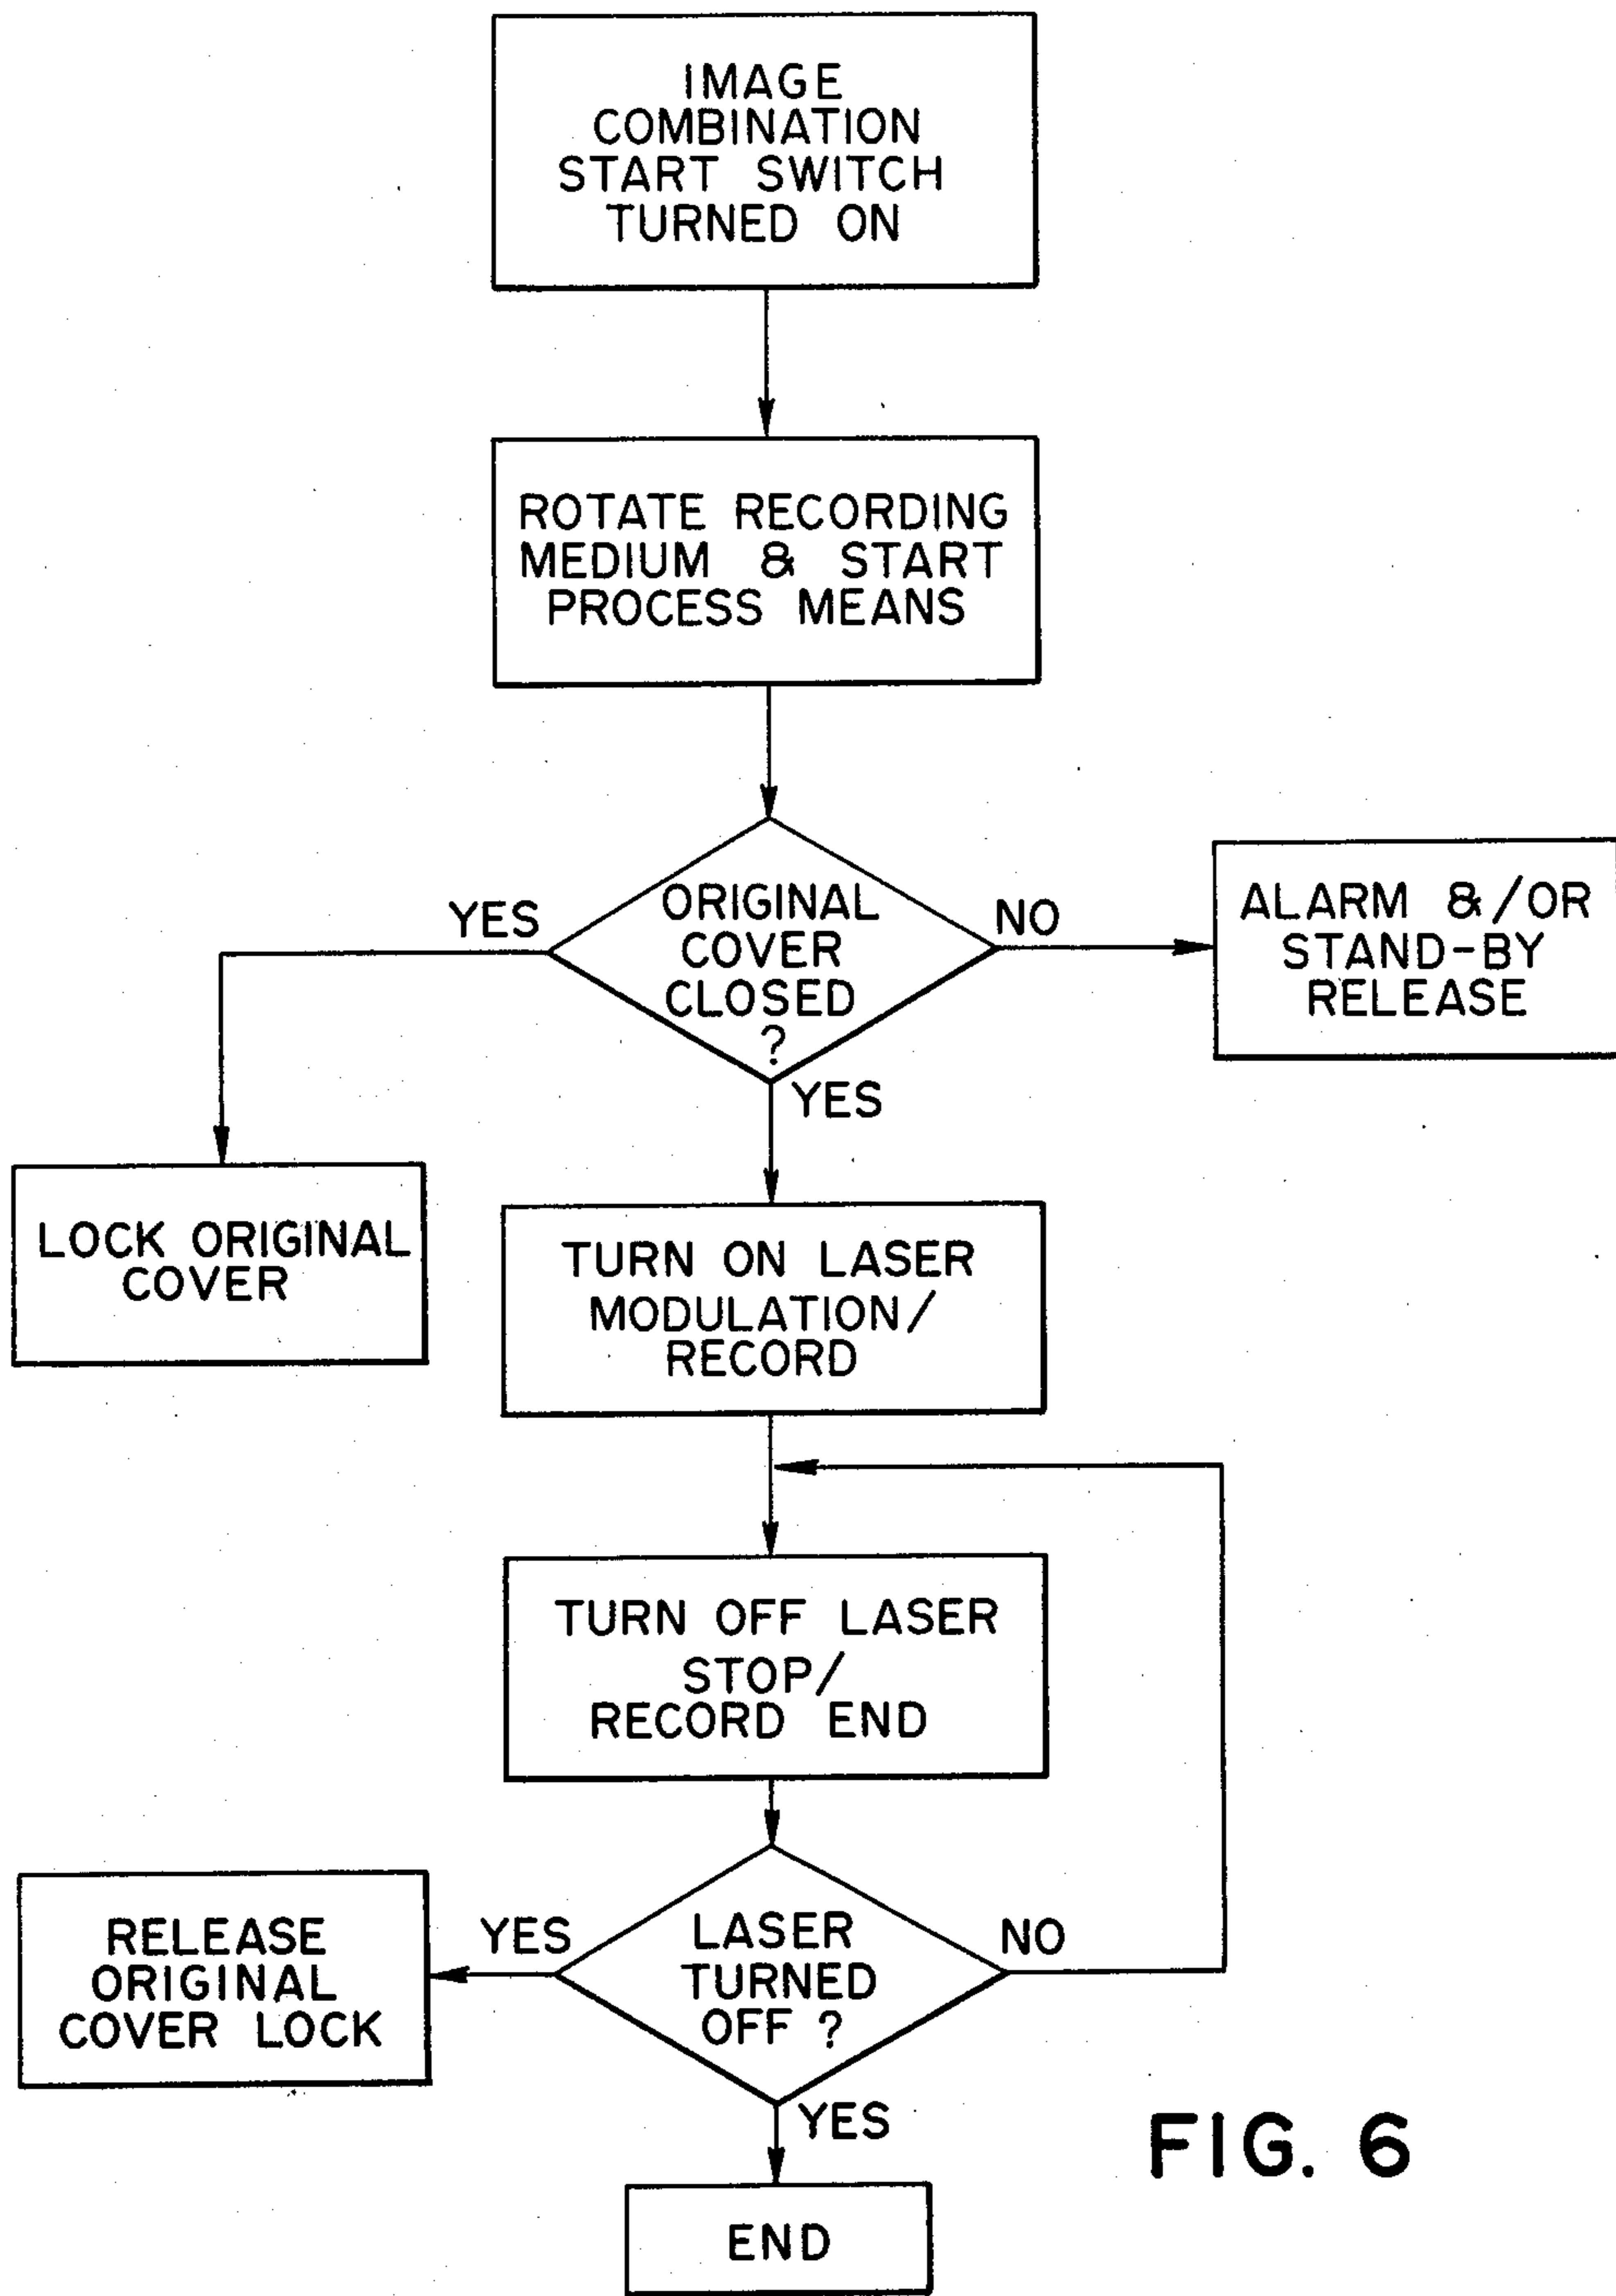 IMAGE
COMBINATION
START SWITCH
TURNED ON
ROTATE RECORDING
MEDIUM & START
PROCESS MEANS
YES
ORIGINAL
COVER
CLOSED
?
NO
ALARM &/OR
STAND-BY
RELEASE
YES
LOCK ORIGINAL
COVER
TURN ON LASER
MODULATION/
RECORD
TURN OFF LASER
STOP/
RECORD END
RELEASE
ORIGINAL
COVER LOCK
YES
LASER
TURNED
OFF ?
NO
YES
END
FIG. 6